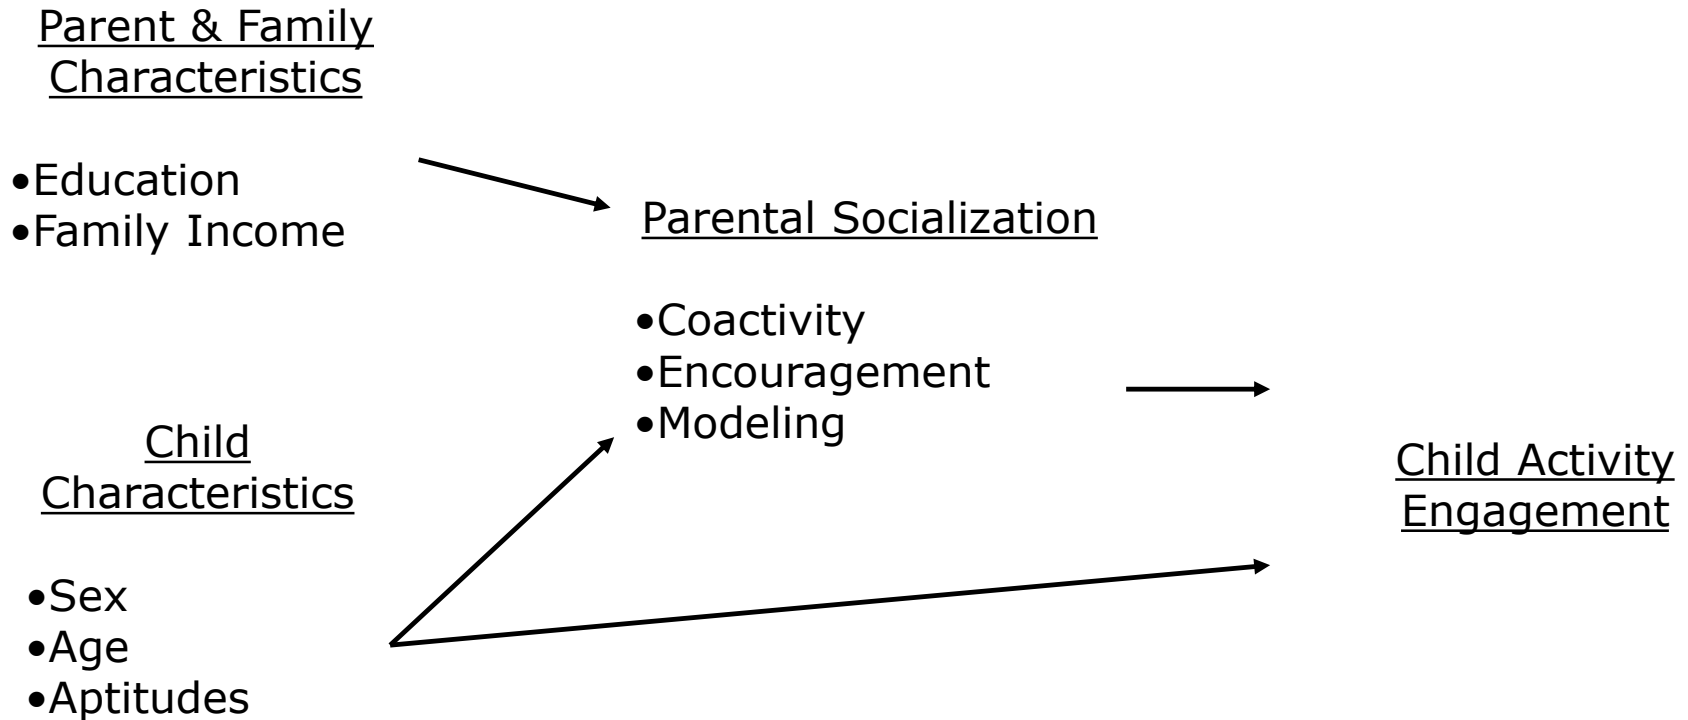 Parent & Family
Characteristics
•Education
•Family Income
Parental Socialization
•Coactivity
•Encouragement
•Modeling
Child
Characteristics
•Sex
•Age
•Aptitudes
Child Activity
Engagement